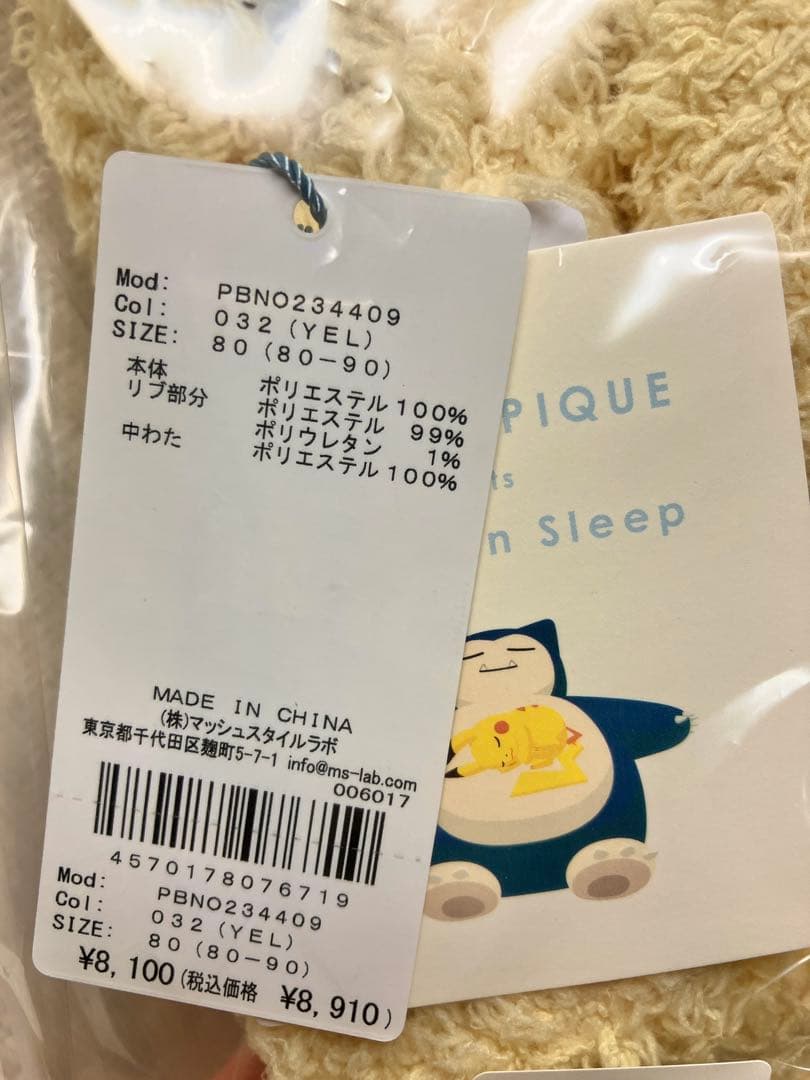 Mod: PBNO234409
Col: 032 (YEL)
SIZE: 80 (80-90)
本体 ポリエステル 100%
リブ部分 ポリエステル 99%
ポリウレタン 1%
中わた ポリエステル 100%
MADE IN CHINA
(株)マッシュスタイルラボ
東京都千代田区麹町5-7-1 info@ms-lab.com
006017
4570178076719
Mod: PBNO234409
Col: 032 (YEL)
SIZE: 80 (80-90)
¥8,100(税込価格 ¥8,910)
PIQUE
ts
n Sleep